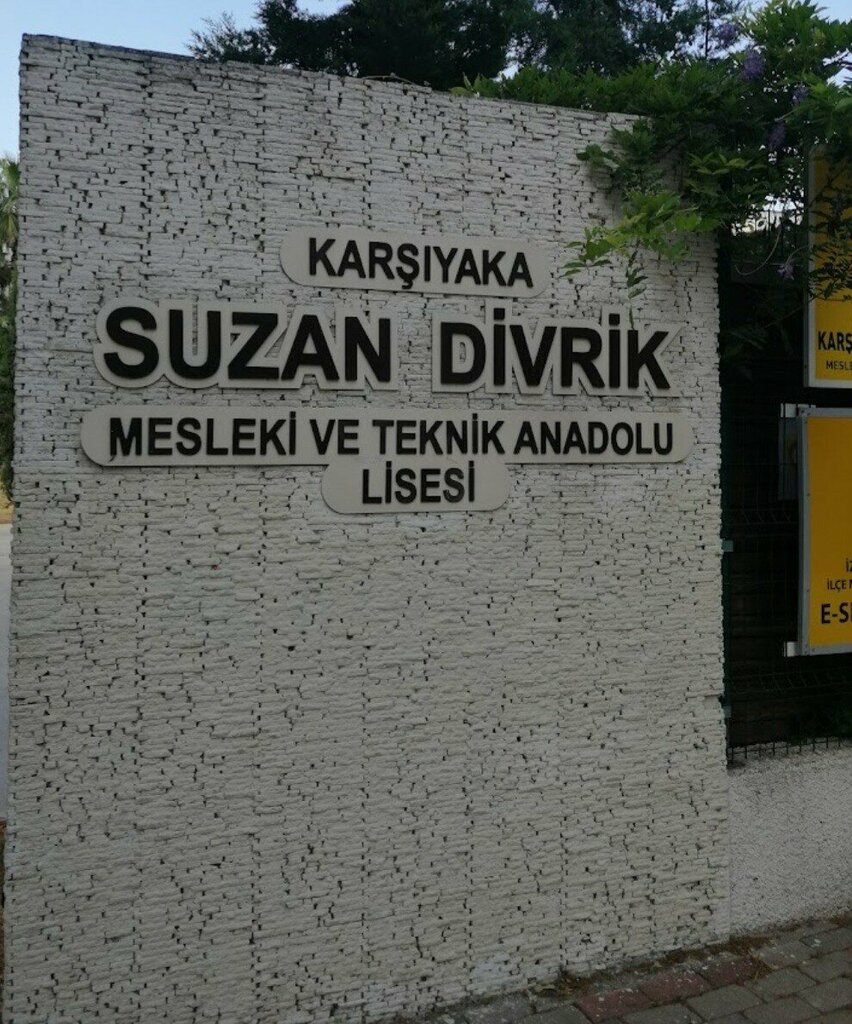 KARŞIYAKA
SUZAN DİVRİK
MESLEKİ VE TEKNİK ANADOLU
LİSESİ